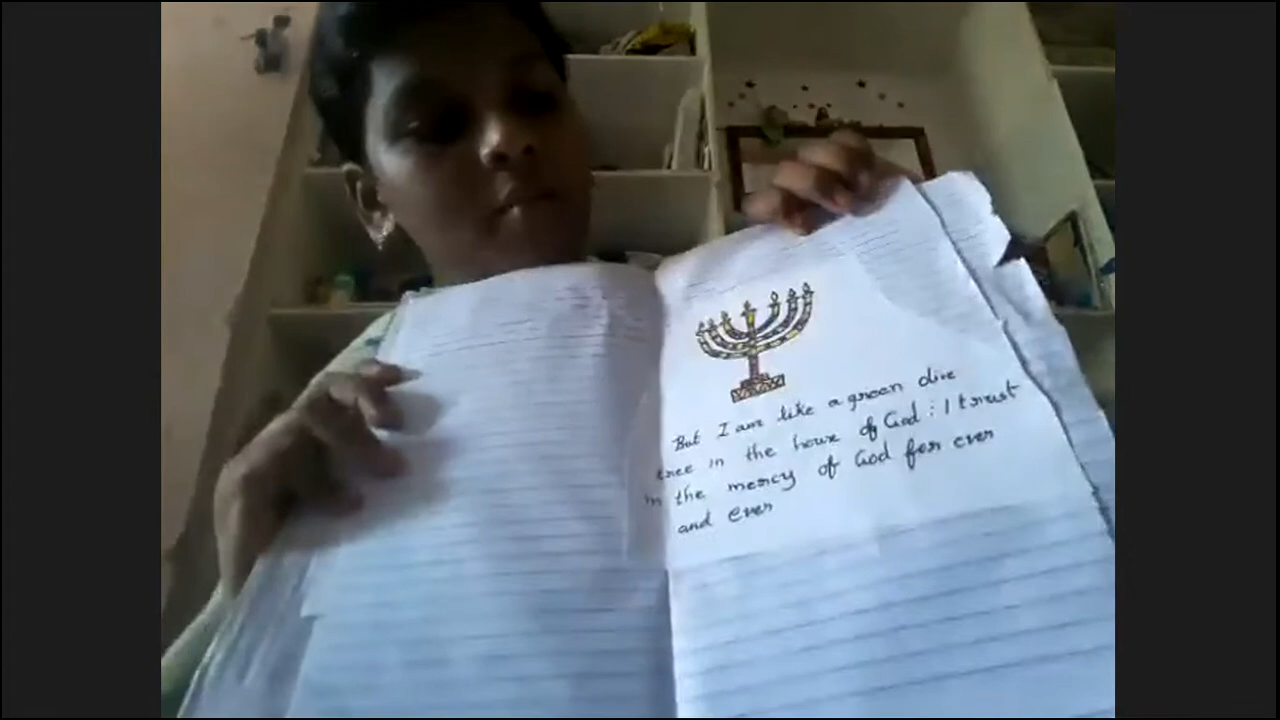 But I am like a green olive
tree in the house of God : I trust
in the mercy of God for ever
and ever